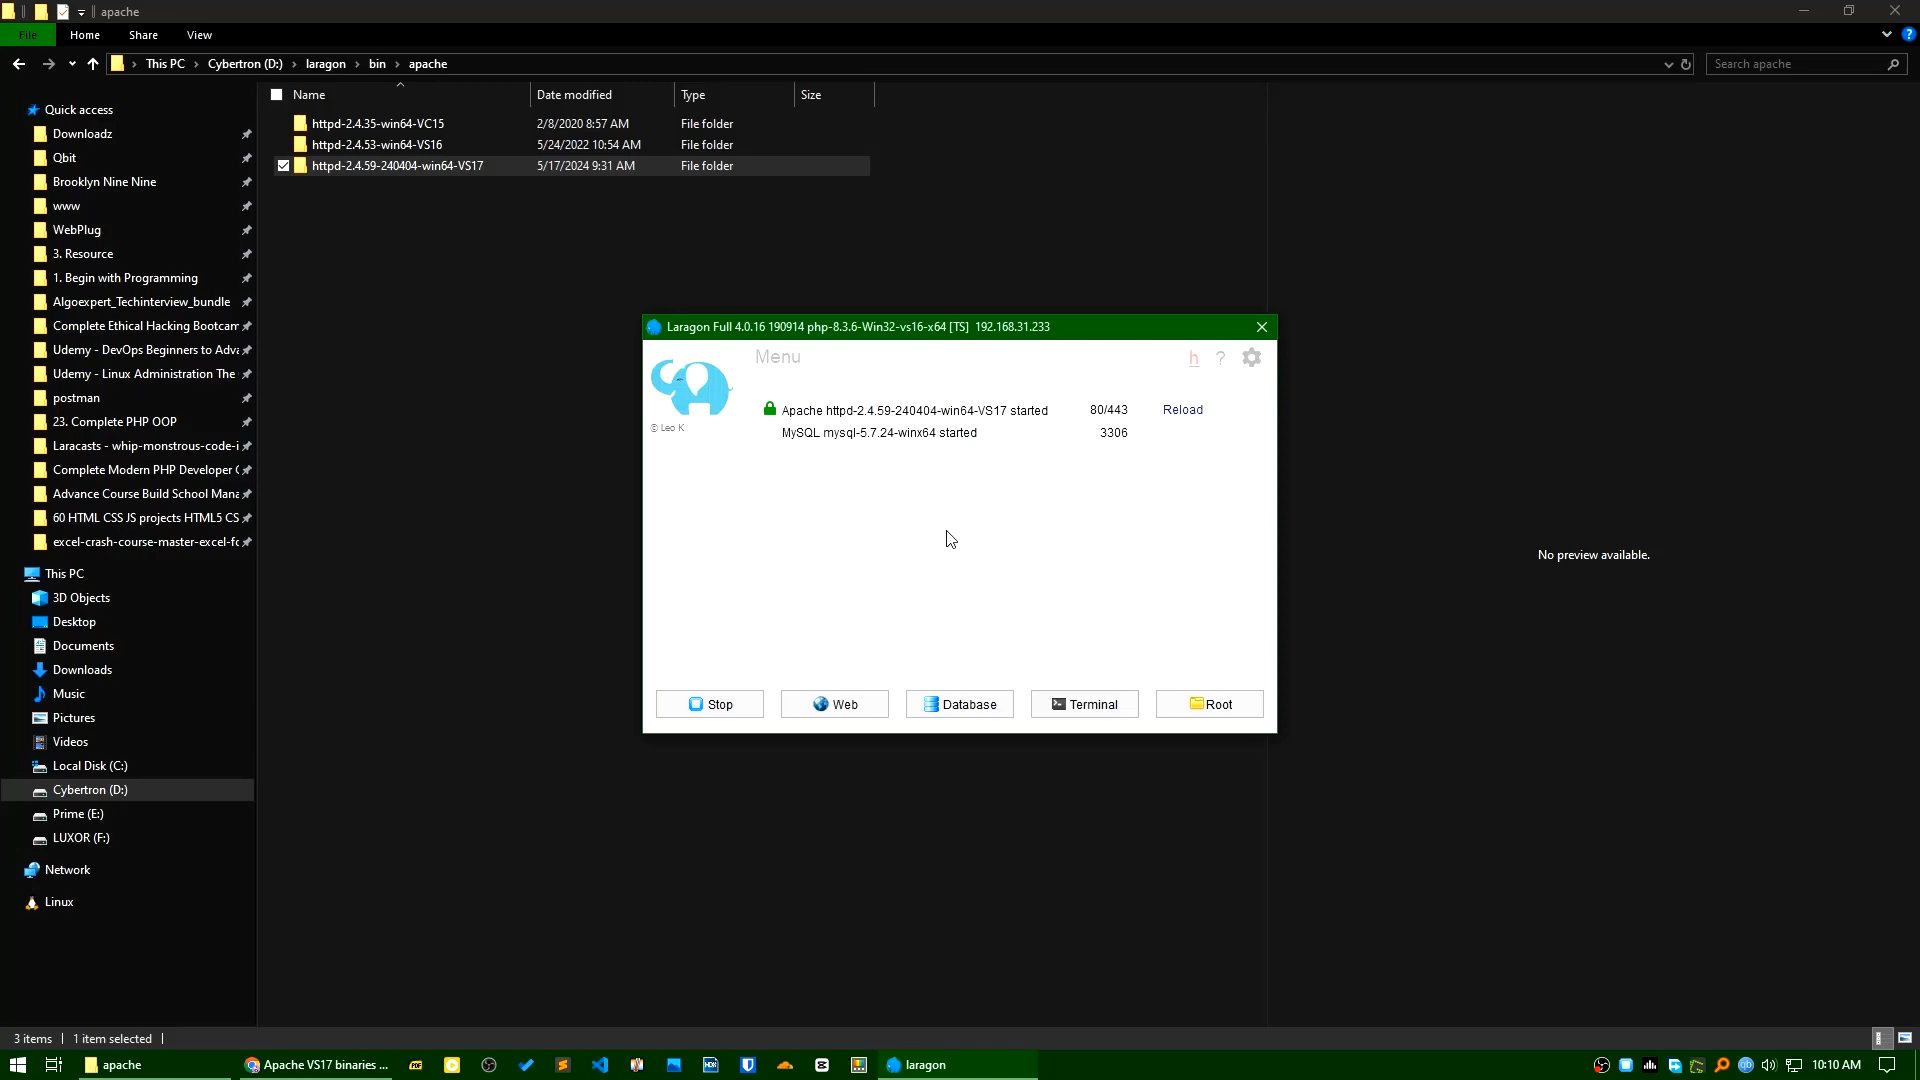 apache
File
Home
Share
View
This PC
Cybertron (D:)
laragon
bin
apache
Search apache
Name
Date modified
Type
Size
httpd-2.4.35-win64-VC15 2/8/2020 8:57 AM File folder
httpd-2.4.53-win64-VS16 5/24/2022 10:54 AM File folder
httpd-2.4.59-240404-win64-VS17 5/17/2024 9:31 AM File folder
Quick access
Downloadz
Qbit
Brooklyn Nine Nine
www
WebPlug
3. Resource
1. Begin with Programming
Algoexpert_Techinterview_bundle
Complete Ethical Hacking Bootcam
Udemy - DevOps Beginners to Adva
Udemy - Linux Administration The
postman
23. Complete PHP OOP
Laracasts - whip-monstrous-code-i
Complete Modern PHP Developer C
Advance Course Build School Mana
60 HTML CSS JS projects HTML5 CS
excel-crash-course-master-excel-fo
This PC
3D Objects
Desktop
Documents
Downloads
Music
Pictures
Videos
Local Disk (C:)
Cybertron (D:)
Prime (E:)
LUXOR (F:)
Network
Linux
Laragon Full 4.0.16 190914 php-8.3.6-Win32-vs16-x64 [TS] 192.168.31.233
Menu
h ?
© Leo K
Apache httpd-2.4.59-240404-win64-VS17 started 80/443 Reload
MySQL mysql-5.7.24-winx64 started 3306
Stop
Web
Database
Terminal
Root
No preview available.
3 items
1 item selected
apache
Apache VS17 binaries ...
laragon
10:10 AM